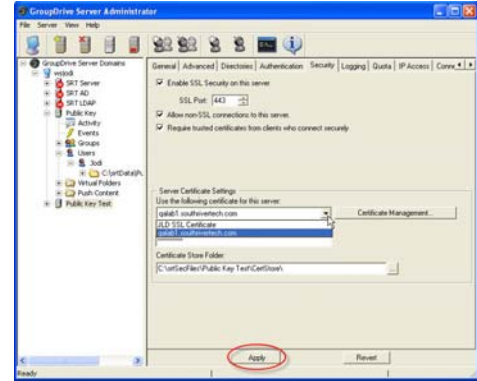 GroupDrive Server Administrator
File Server View Help
GroupDrive Server Domains
wsjodi
SRT Server
SRT AD
SRT LDAP
Public Key
Activity
Events
Groups
Users
Jodi
Virtual Folders
Push Content
Public Key Test
General Advanced Directories Authentication Security Logging Quota IP Access
Enable SSL Security on this server
SSL Port: 443
Allow non-SSL connections to this server.
Require trusted certificates from clients who connect securely
Server Certificate Settings
Use the following certificate for this server:
qalab1.southrivertech.com Certificate Management...
JLD SSL Certificate
qalab1.southrivertech.com
Certificate Store Folder:
C:\srtSecFiles\Public Key Test\CertStore\ ...
Apply Revert
Ready